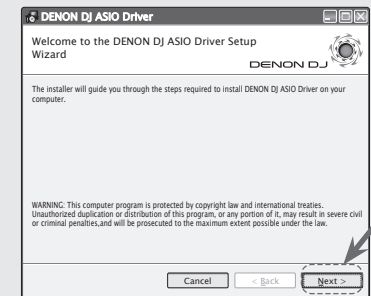 DENON DJ ASIO Driver
Welcome to the DENON DJ ASIO Driver Setup
Wizard
DENON DJ
The installer will guide you through the steps required to install DENON DJ ASIO Driver on your
computer.
WARNING: This computer program is protected by copyright law and international treaties.
Unauthorized duplication or distribution of this program, or any portion of it, may result in severe civil
or criminal penalties,and will be prosecuted to the maximum extent possible under the law.
Cancel < Back Next >